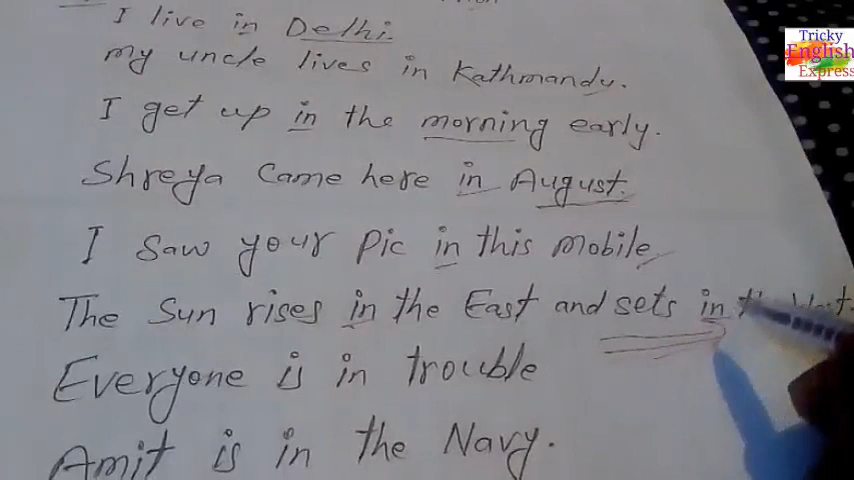 I live in Delhi.
my uncle lives in Kathmandu.
I get up in the morning early.
Shreya came here in August.
I saw your pic in this mobile
The Sun rises in the East and sets in
Everyone is in trouble
Amit is in the Navy.
Tricky
English
Express